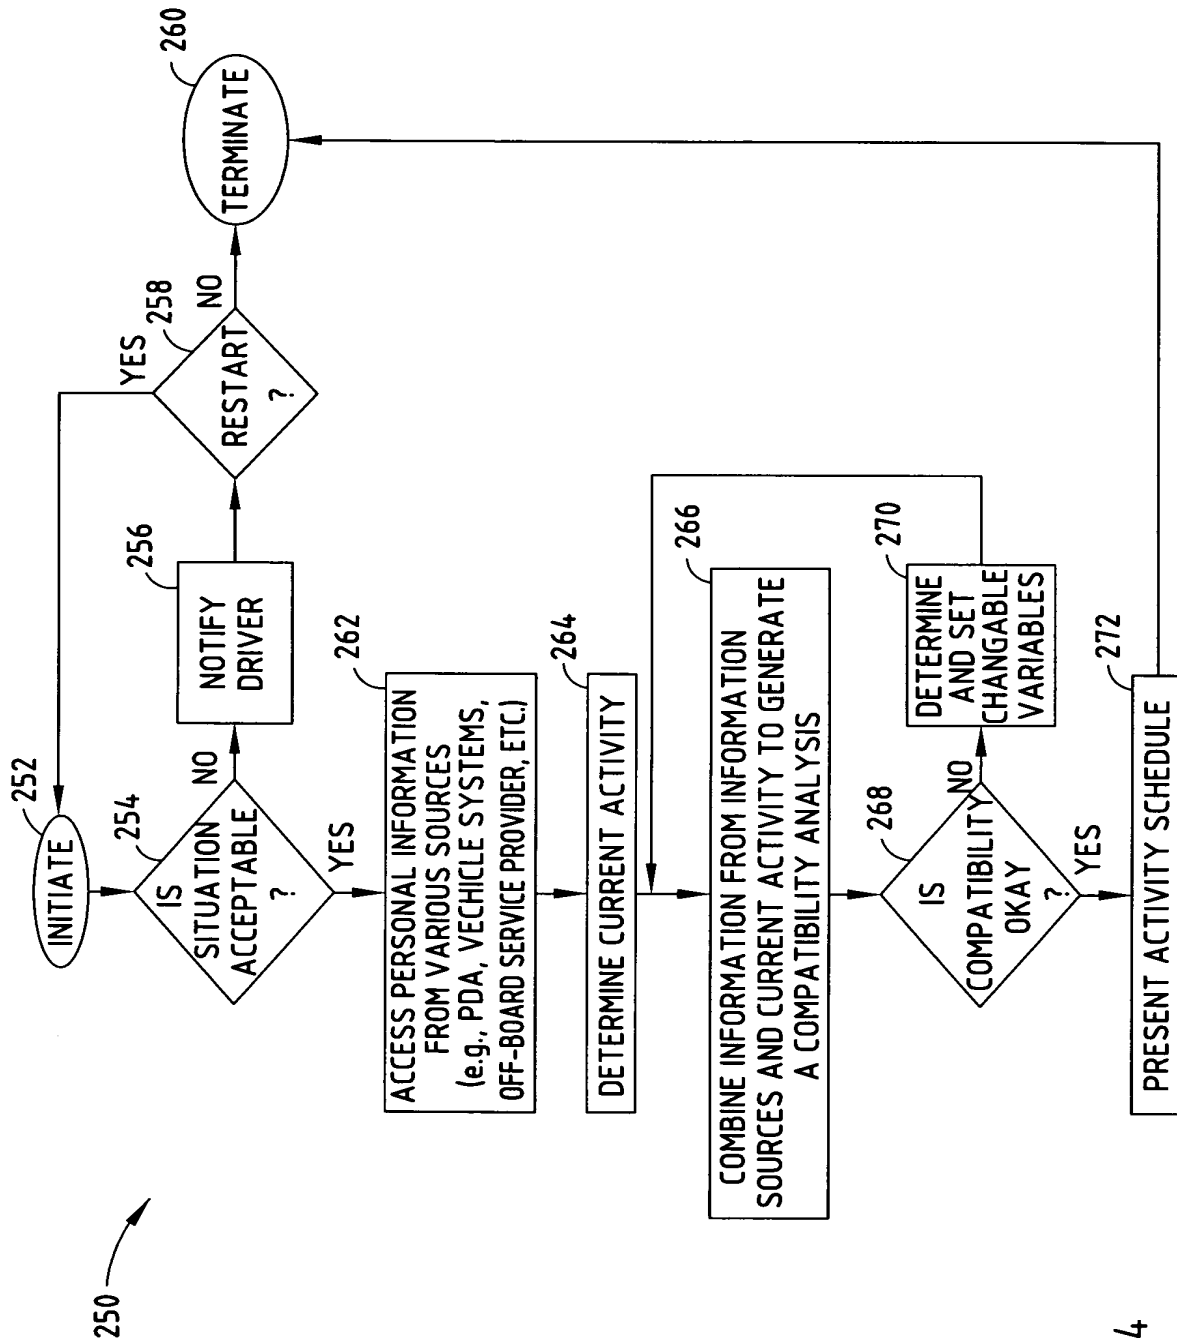 250
252
INITIATE
254
IS
SITUATION
ACCEPTABLE
?
NO
YES
256
NOTIFY
DRIVER
258
RESTART
?
YES
NO
260
TERMINATE
262
ACCESS PERSONAL INFORMATION
FROM VARIOUS SOURCES
(e.g., PDA, VECHICLE SYSTEMS,
OFF-BOARD SERVICE PROVIDER, ETC.)
264
DETERMINE CURRENT ACTIVITY
266
COMBINE INFORMATION FROM INFORMATION
SOURCES AND CURRENT ACTIVITY TO GENERATE
A COMPATIBILITY ANALYSIS
268
IS
COMPATIBILITY
OKAY
?
NO
YES
270
DETERMINE
AND SET
CHANGABLE
VARIABLES
272
PRESENT ACTIVITY SCHEDULE
4